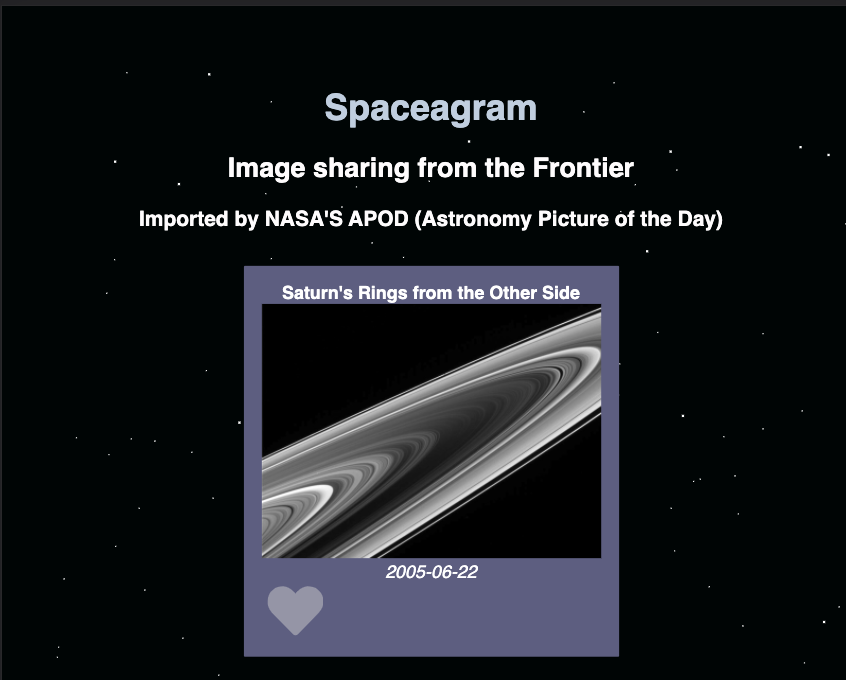 Spaceagram
Image sharing from the Frontier
Imported by NASA'S APOD (Astronomy Picture of the Day)
Saturn's Rings from the Other Side
2005-06-22